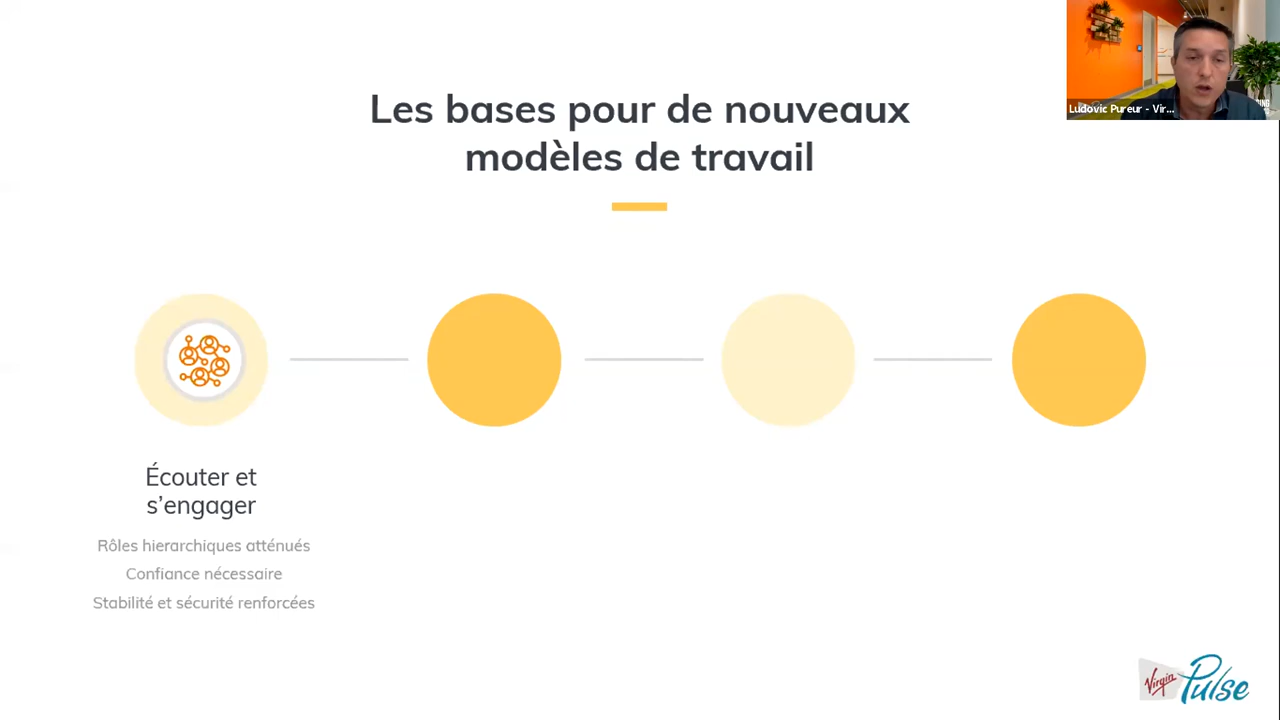 Ludovic Pureur - Vir...
Les bases pour de nouveaux
modèles de travail
Écouter et
s’engager
Rôles hierarchiques atténués
Confiance nécessaire
Stabilité et sécurité renforcées
Virgin Pulse